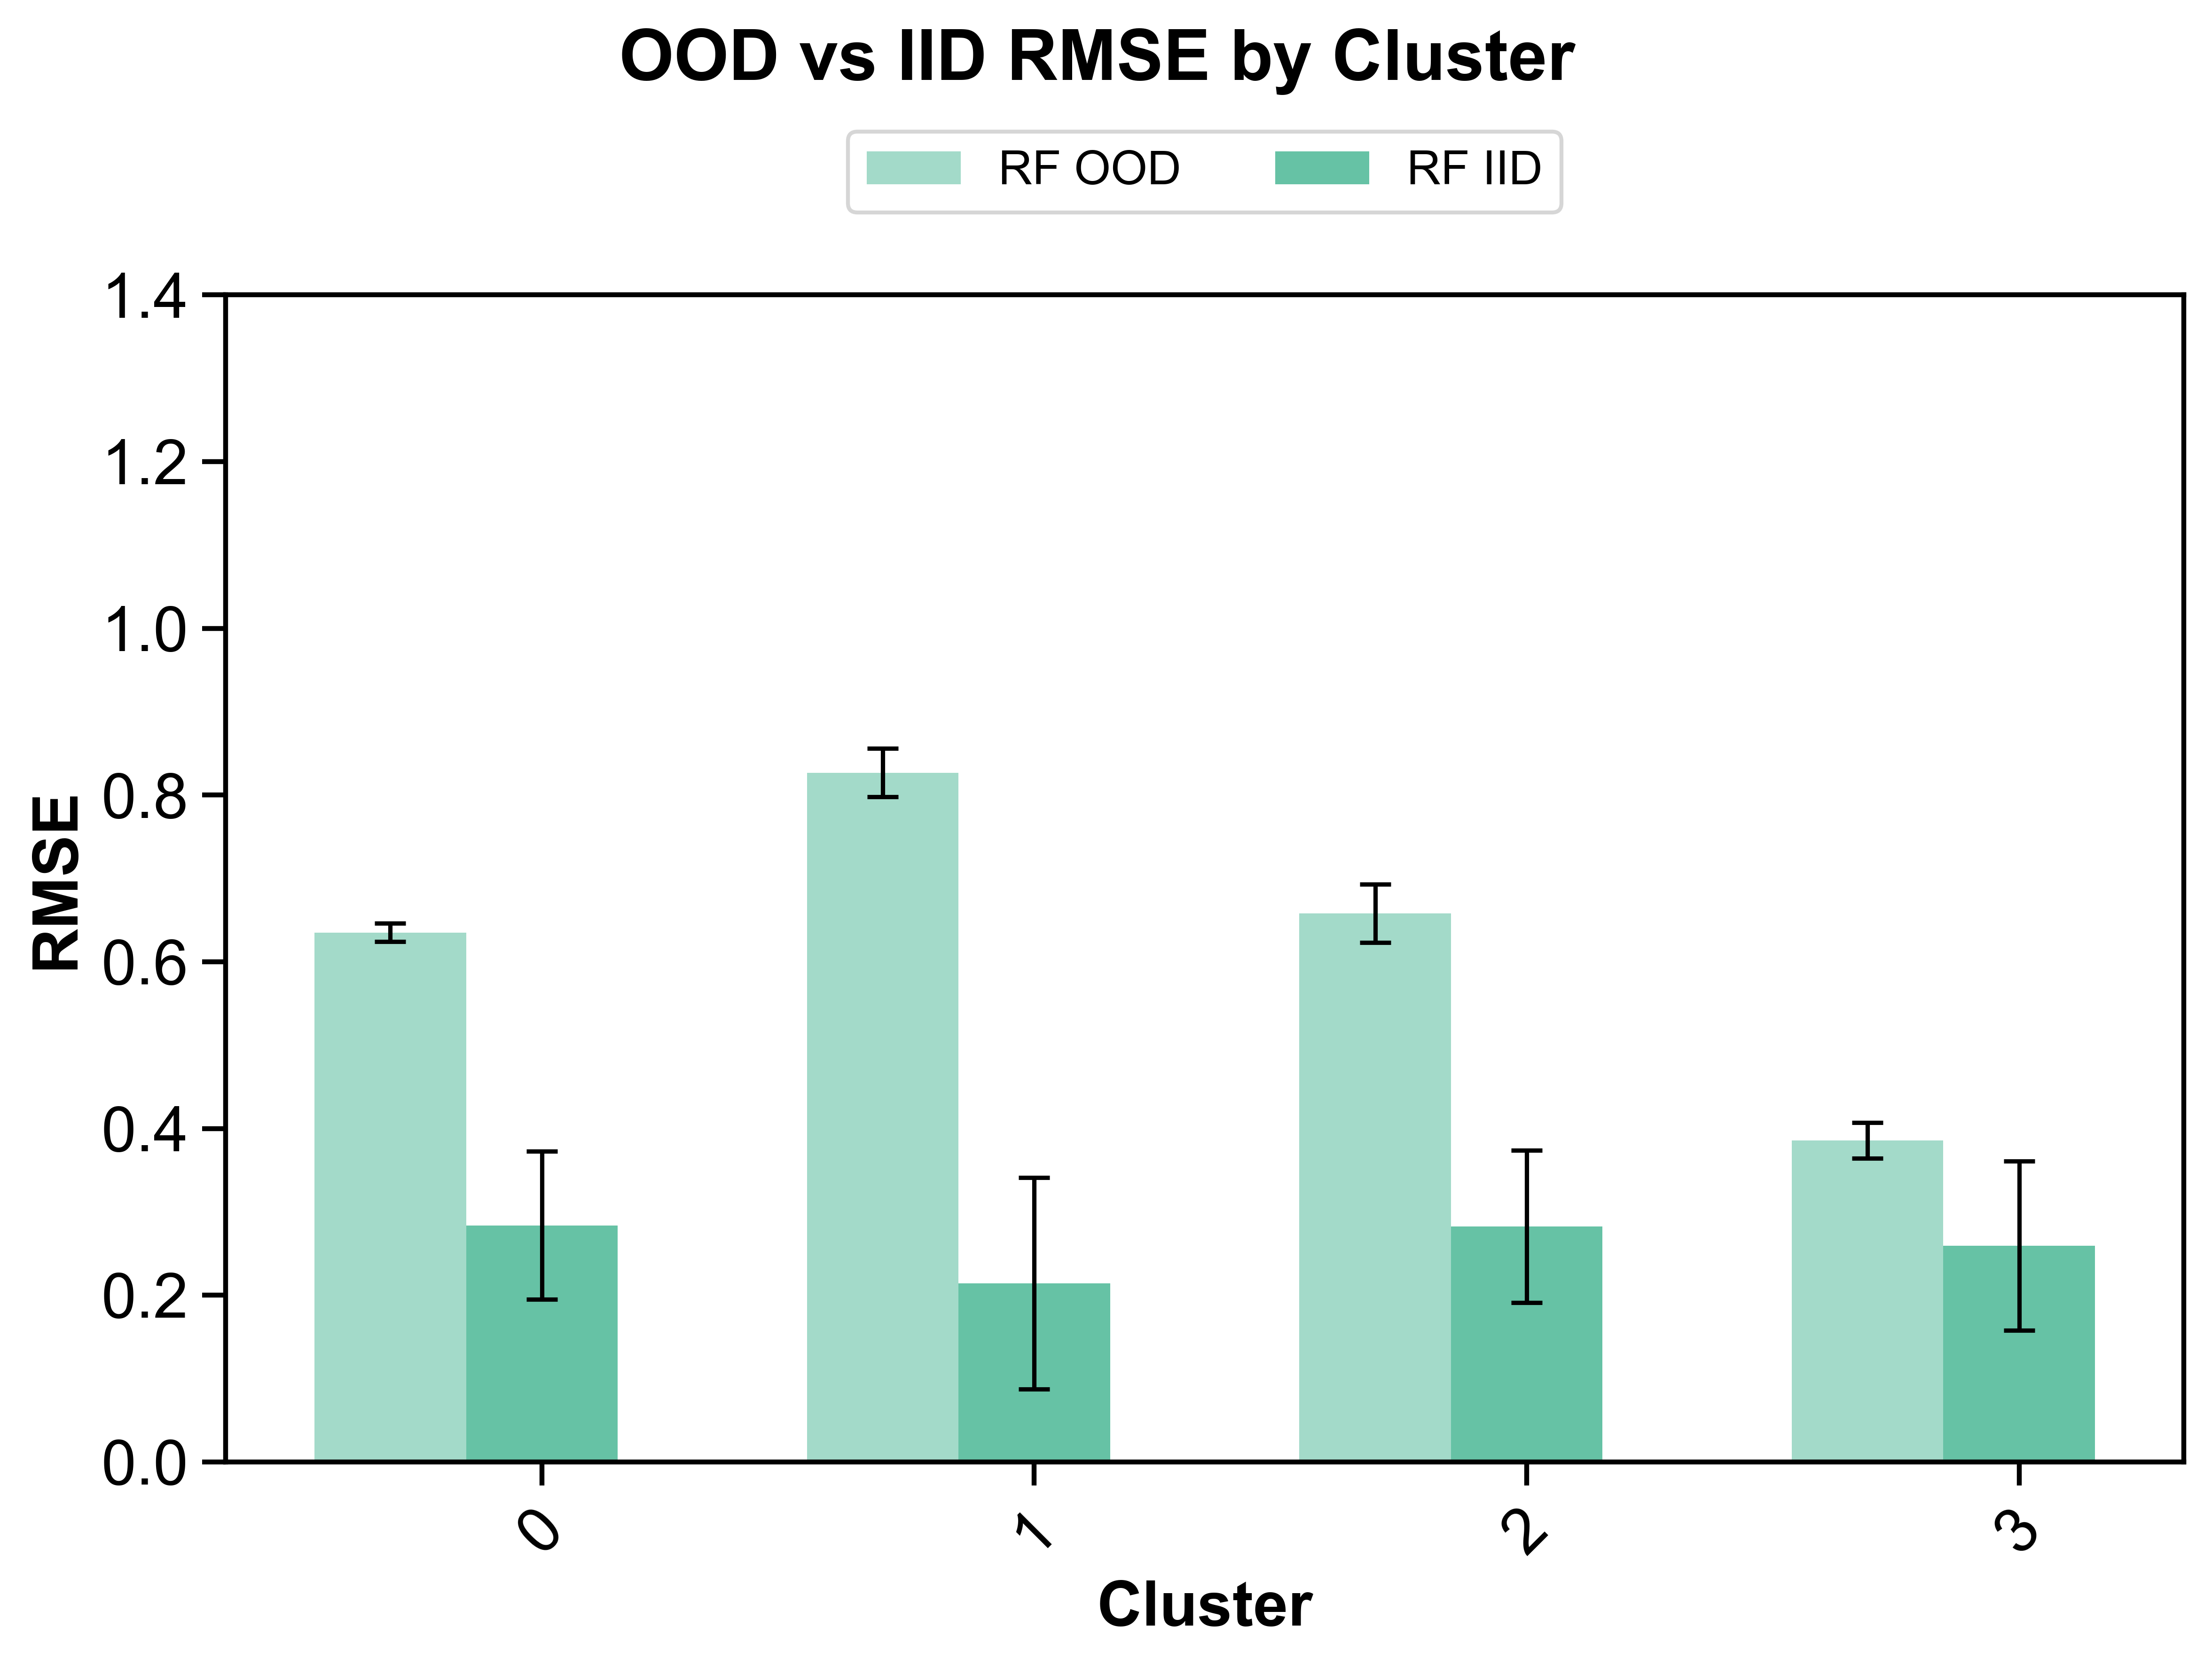 OOD vs IID RMSE by Cluster
RF OOD RF IID
1.4
1.2
1.0
0.8
0.6
0.4
0.2
0.0
RMSE
0 1 2 3
Cluster